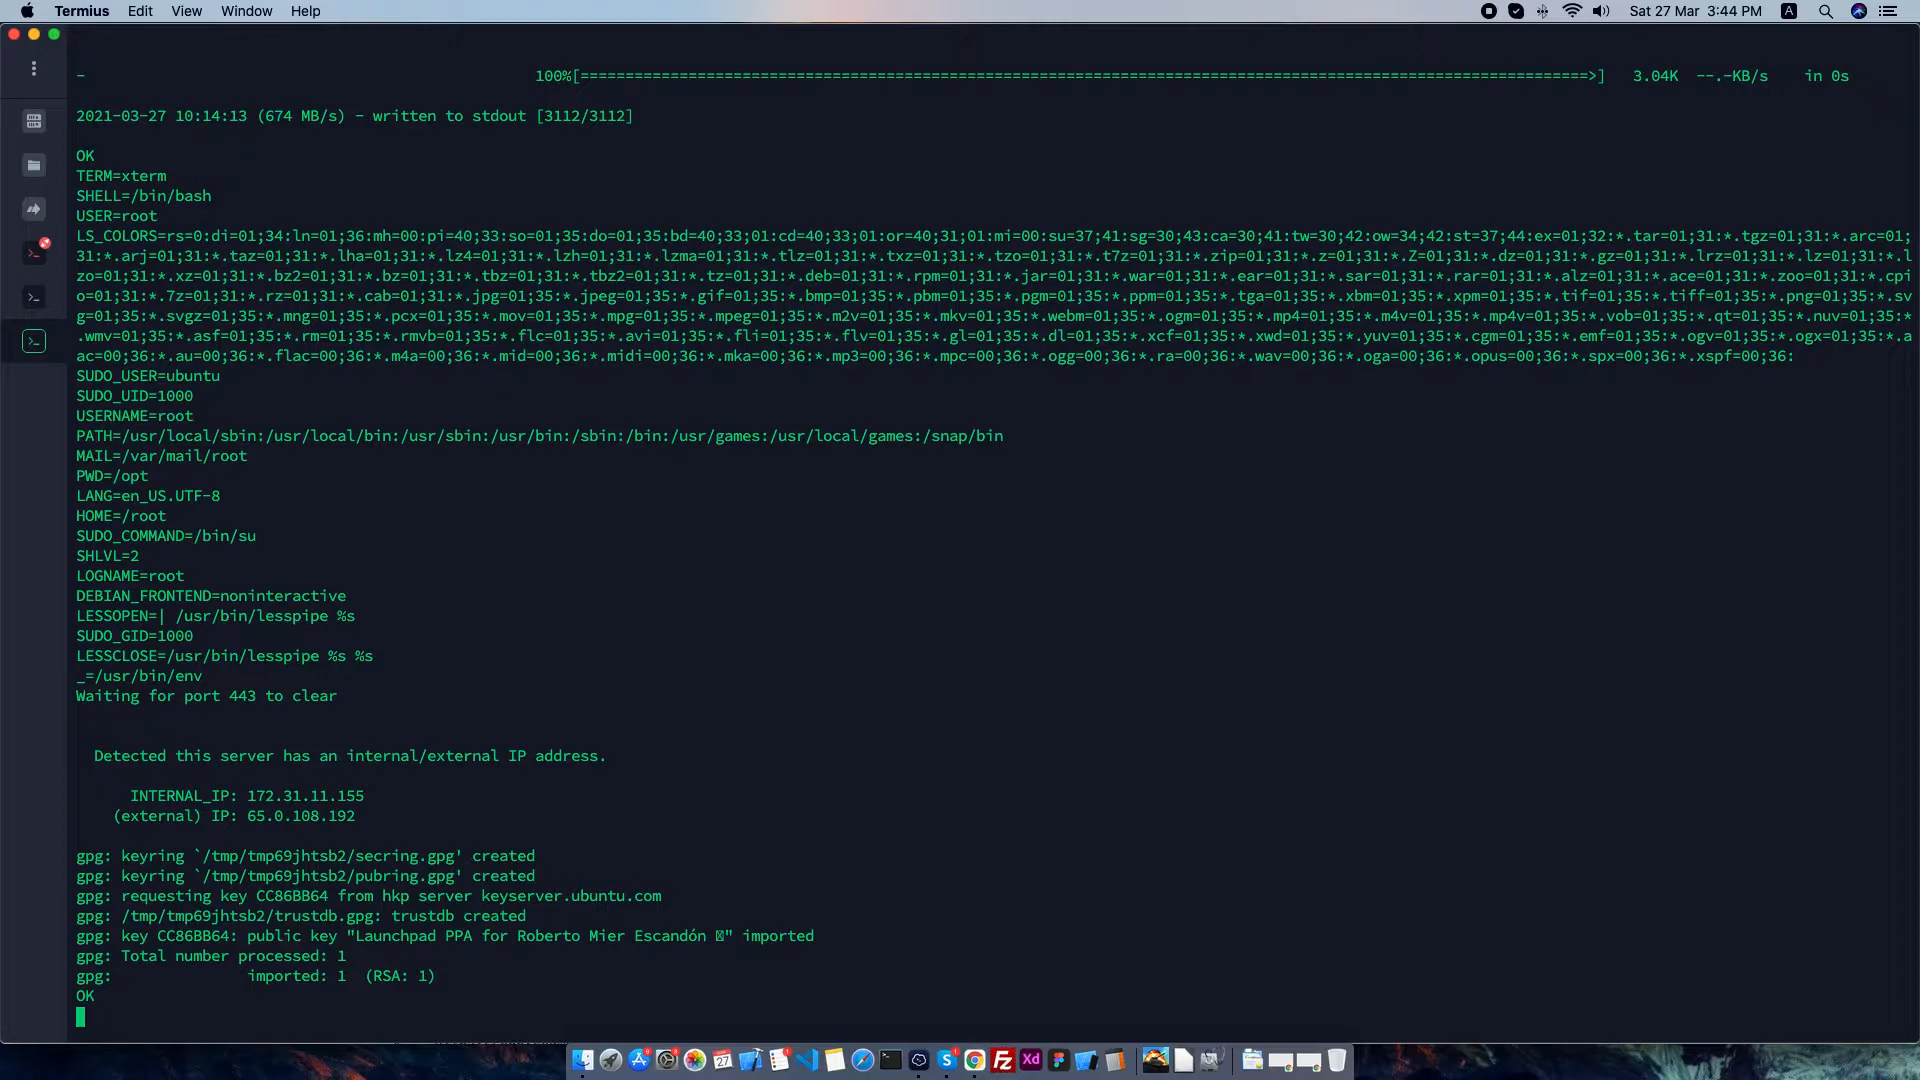 Termius Edit View Window Help Sat 27 Mar 3:44 PM A
- 100%[================================================================================================================>] 3.04K --.-KB/s in 0s
2021-03-27 10:14:13 (674 MB/s) - written to stdout [3112/3112]
OK
TERM=xterm
SHELL=/bin/bash
USER=root
LS_COLORS=rs=0:di=01;34:ln=01;36:mh=00:pi=40;33:so=01;35:do=01;35:bd=40;33;01:cd=40;33;01:or=40;31;01:mi=00:su=37;41:sg=30;43:ca=30;41:tw=30;42:ow=34;42:st=37;44:ex=01;32:*.tar=01;31:*.tgz=01;31:*.arc=01;
31:*.arj=01;31:*.taz=01;31:*.lha=01;31:*.lz4=01;31:*.lzh=01;31:*.lzma=01;31:*.tlz=01;31:*.txz=01;31:*.tzo=01;31:*.t7z=01;31:*.zip=01;31:*.z=01;31:*.Z=01;31:*.dz=01;31:*.gz=01;31:*.lrz=01;31:*.lz=01;31:*.l
zo=01;31:*.xz=01;31:*.bz2=01;31:*.bz=01;31:*.tbz=01;31:*.tbz2=01;31:*.tz=01;31:*.deb=01;31:*.rpm=01;31:*.jar=01;31:*.war=01;31:*.ear=01;31:*.sar=01;31:*.rar=01;31:*.alz=01;31:*.ace=01;31:*.zoo=01;31:*.cpi
o=01;31:*.7z=01;31:*.rz=01;31:*.cab=01;31:*.jpg=01;35:*.jpeg=01;35:*.gif=01;35:*.bmp=01;35:*.pbm=01;35:*.pgm=01;35:*.ppm=01;35:*.tga=01;35:*.xbm=01;35:*.xpm=01;35:*.tif=01;35:*.tiff=01;35:*.png=01;35:*.sv
g=01;35:*.svgz=01;35:*.mng=01;35:*.pcx=01;35:*.mov=01;35:*.mpg=01;35:*.mpeg=01;35:*.m2v=01;35:*.mkv=01;35:*.webm=01;35:*.ogm=01;35:*.mp4=01;35:*.m4v=01;35:*.mp4v=01;35:*.vob=01;35:*.qt=01;35:*.nuv=01;35:*
.wmv=01;35:*.asf=01;35:*.rm=01;35:*.rmvb=01;35:*.flc=01;35:*.avi=01;35:*.fli=01;35:*.flv=01;35:*.gl=01;35:*.dl=01;35:*.xcf=01;35:*.xwd=01;35:*.yuv=01;35:*.cgm=01;35:*.emf=01;35:*.ogv=01;35:*.ogx=01;35:*.a
ac=00;36:*.au=00;36:*.flac=00;36:*.m4a=00;36:*.mid=00;36:*.midi=00;36:*.mka=00;36:*.mp3=00;36:*.mpc=00;36:*.ogg=00;36:*.ra=00;36:*.wav=00;36:*.oga=00;36:*.opus=00;36:*.spx=00;36:*.xspf=00;36:
SUDO_USER=ubuntu
SUDO_UID=1000
USERNAME=root
PATH=/usr/local/sbin:/usr/local/bin:/usr/sbin:/usr/bin:/sbin:/bin:/usr/games:/usr/local/games:/snap/bin
MAIL=/var/mail/root
PWD=/opt
LANG=en_US.UTF-8
HOME=/root
SUDO_COMMAND=/bin/su
SHLVL=2
LOGNAME=root
DEBIAN_FRONTEND=noninteractive
LESSOPEN=| /usr/bin/lesspipe %s
SUDO_GID=1000
LESSCLOSE=/usr/bin/lesspipe %s %s
_=/usr/bin/env
Waiting for port 443 to clear
Detected this server has an internal/external IP address.
INTERNAL_IP: 172.31.11.155
(external) IP: 65.0.108.192
gpg: keyring `/tmp/tmp69jhtsb2/secring.gpg' created
gpg: keyring `/tmp/tmp69jhtsb2/pubring.gpg' created
gpg: requesting key CC86BB64 from hkp server keyserver.ubuntu.com
gpg: /tmp/tmp69jhtsb2/trustdb.gpg: trustdb created
gpg: key CC86BB64: public key "Launchpad PPA for Roberto Mier Escandón " imported
gpg: Total number processed: 1
gpg: imported: 1 (RSA: 1)
OK